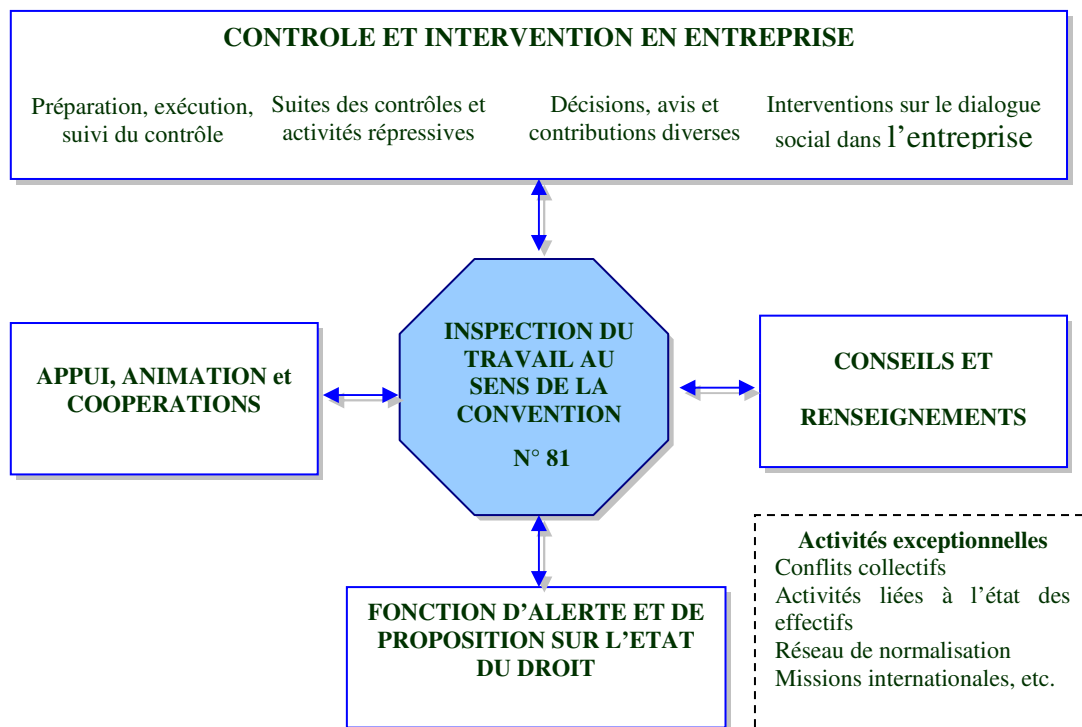 CONTROLE ET INTERVENTION EN ENTREPRISE
Préparation, exécution,
suivi du contrôle
Suites des contrôles et
activités répressives
Décisions, avis et
contributions diverses
Interventions sur le dialogue
social dans l’entreprise
APPUI, ANIMATION et
COOPERATIONS
INSPECTION DU
TRAVAIL AU
SENS DE LA
CONVENTION
N° 81
CONSEILS ET
RENSEIGNEMENTS
FONCTION D’ALERTE ET DE
PROPOSITION SUR L’ETAT
DU DROIT
Activités exceptionnelles
Conflits collectifs
Activités liées à l’état des
effectifs
Réseau de normalisation
Missions internationales, etc.